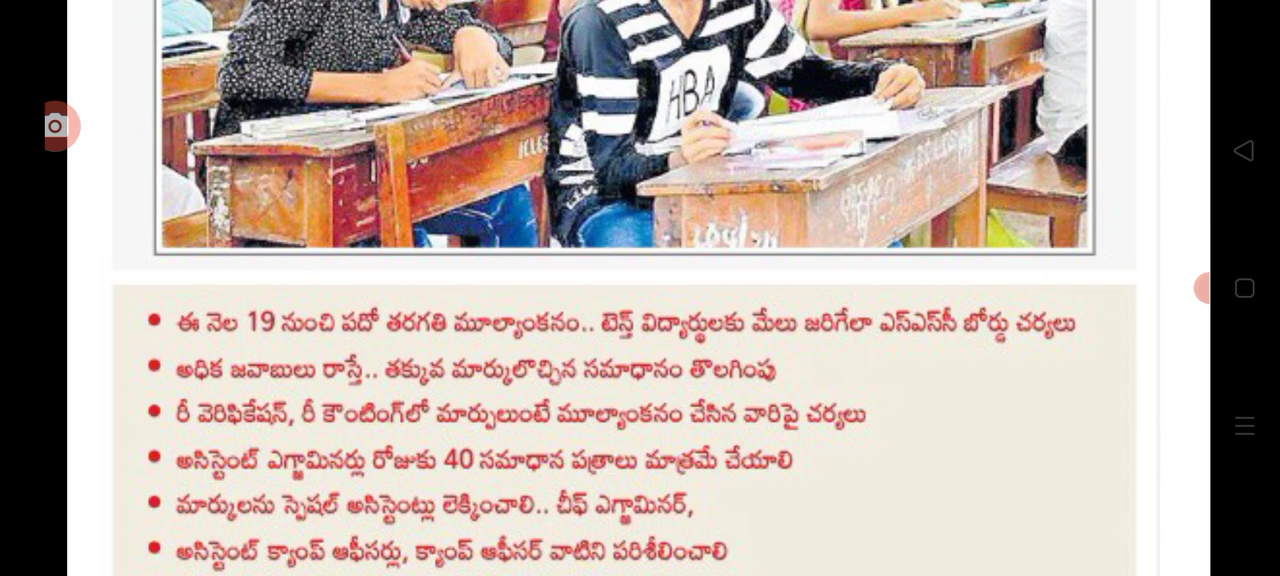 HBA
• ఈ నెల 19 నుంచి పదో తరగతి మూల్యాంకనం.. టెన్త్ విద్యార్థులకు మేలు జరిగేలా ఎస్ఎస్‌సీ బోర్డు చర్యలు
• అధిక జవాబులు రాస్తే.. తక్కువ మార్కులొచ్చిన సమాధానం తొలగింపు
• రీ వెరిఫికేషన్, రీ కౌంటింగ్‌లో మార్పులుంటే మూల్యాంకనం చేసిన వారిపై చర్యలు
• అసిస్టెంట్ ఎగ్జామినర్లు రోజుకు 40 సమాధాన పత్రాలు మాత్రమే చేయాలి
• మార్కులను స్పెషల్ అసిస్టెంట్లు లెక్కించాలి.. చీఫ్ ఎగ్జామినర్,
• అసిస్టెంట్ క్యాంప్ ఆఫీసర్లు, క్యాంప్ ఆఫీసర్ వాటిని పరిశీలించాలి